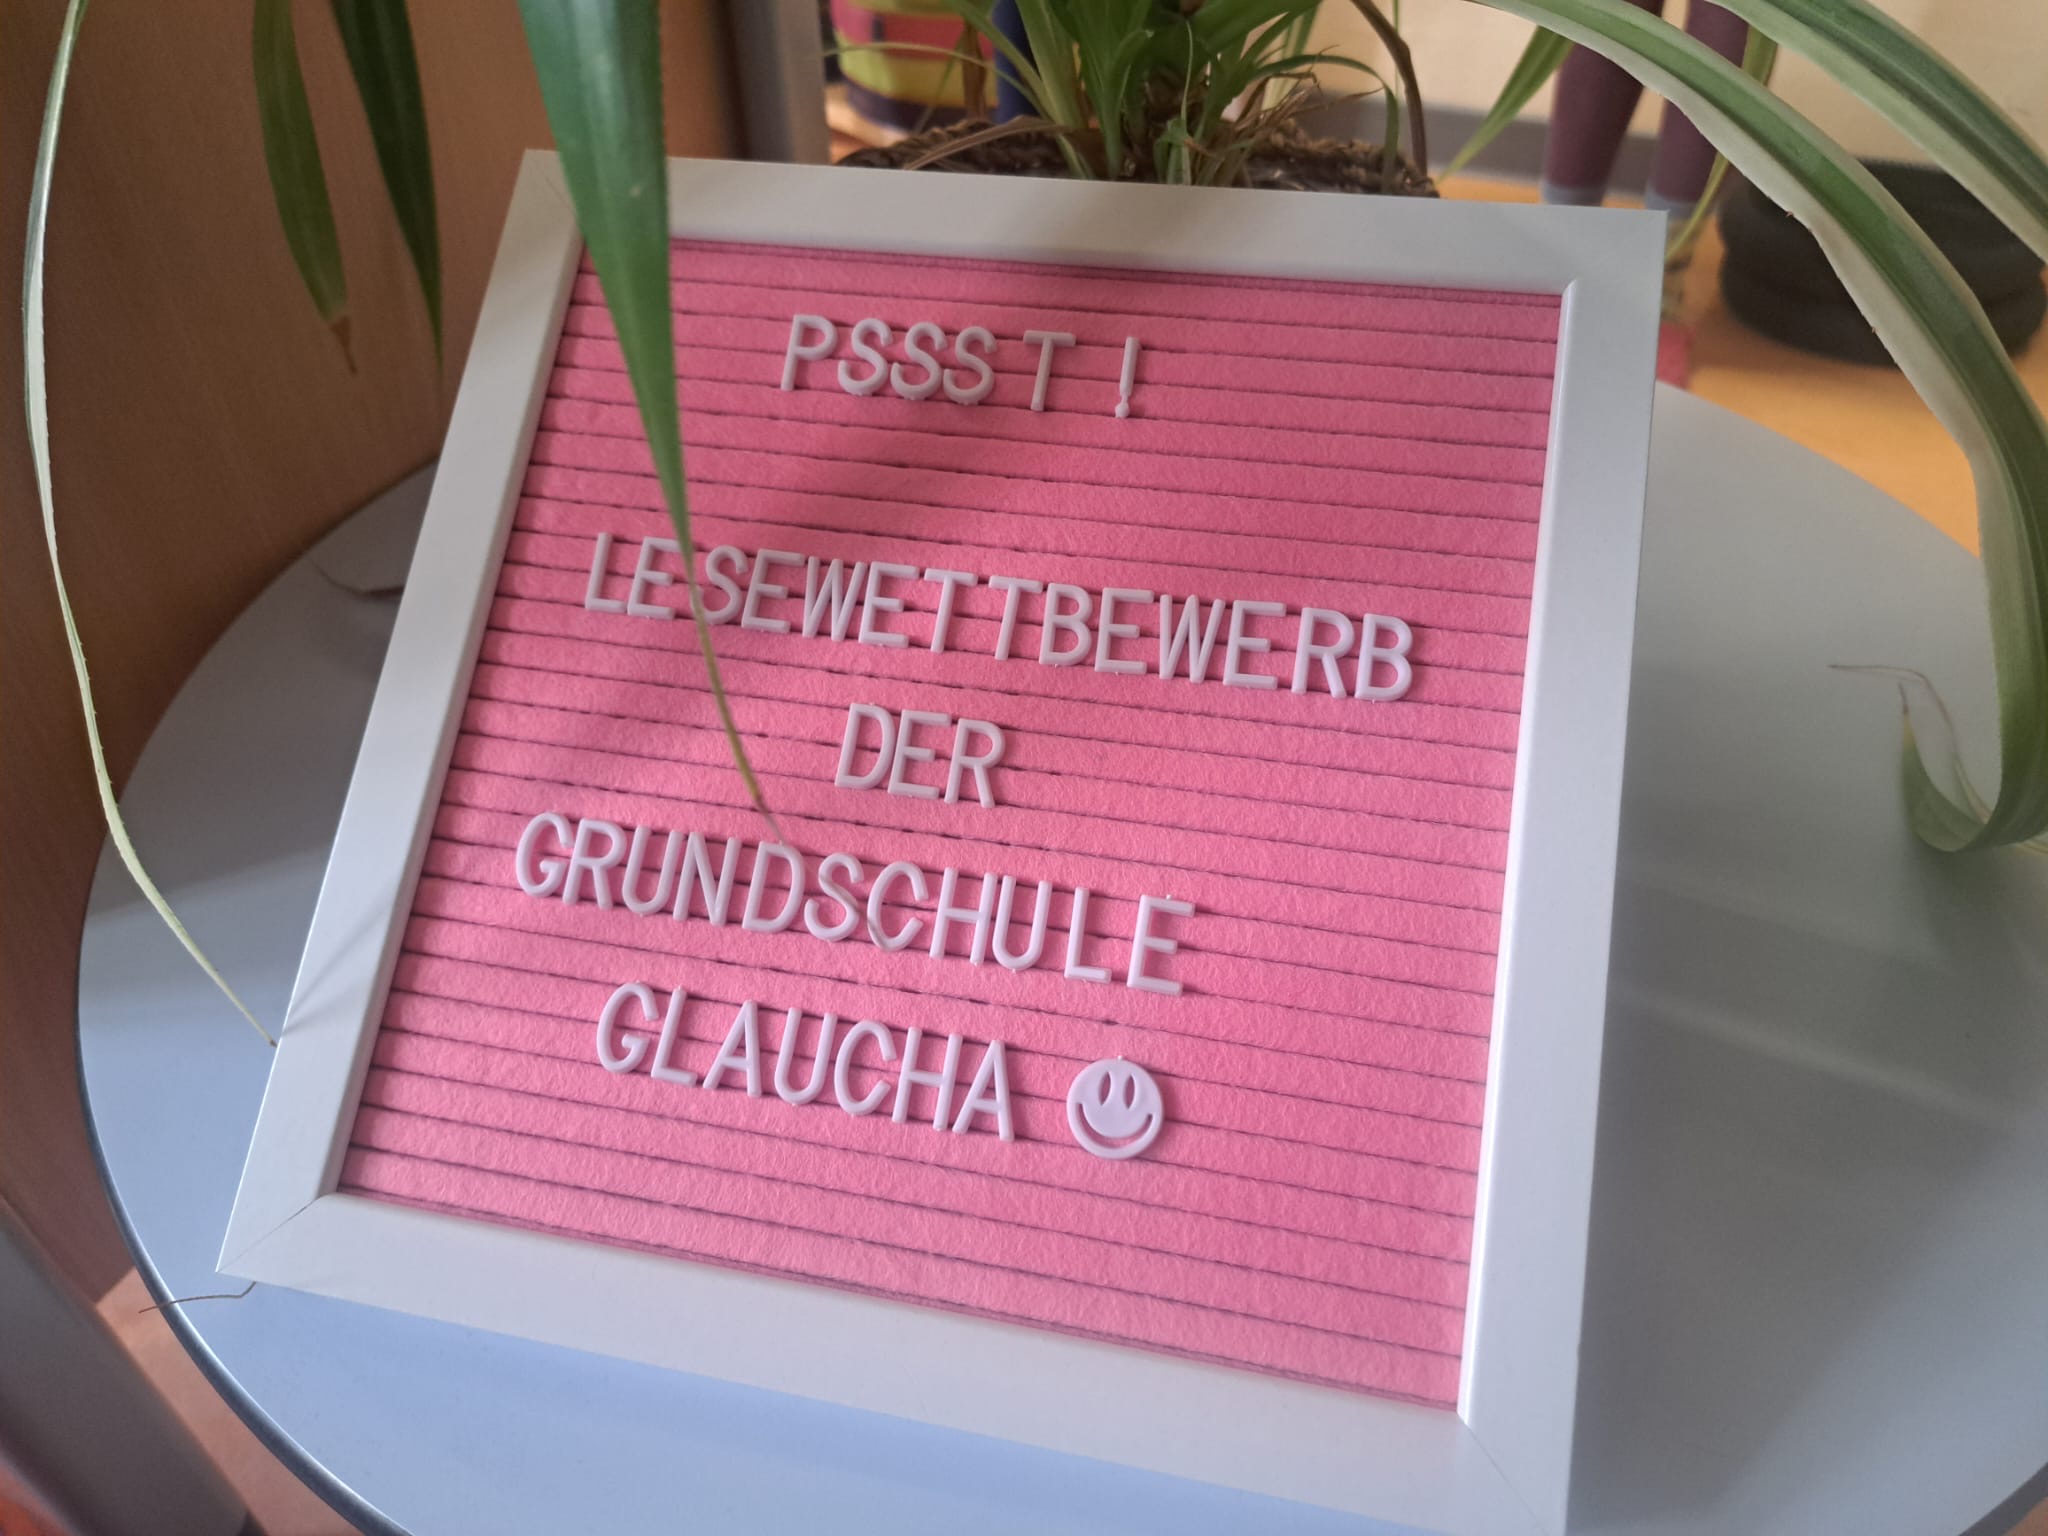 PSSST!
LESEWETTBEWERB
DER
GRUNDSCHULE
GLAUCHA